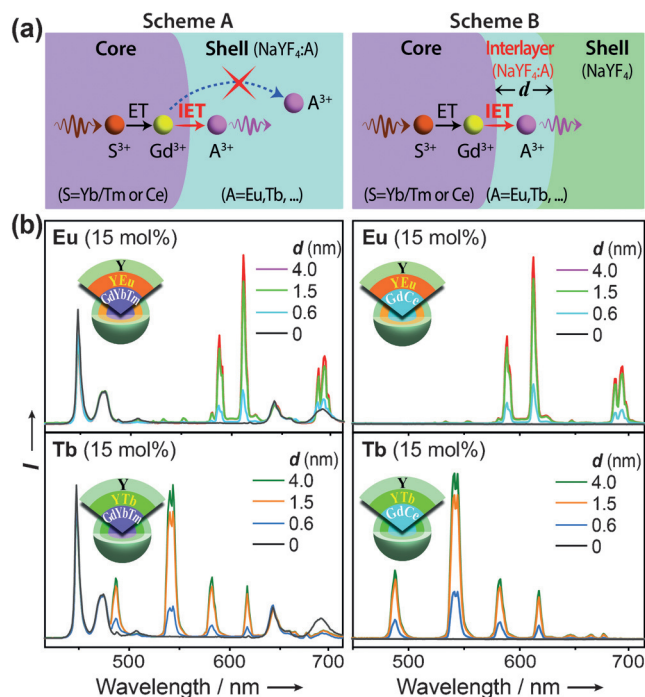 Scheme A
Scheme B
(a)
Core
Shell (NaYF₄:A)
ET
IET
A³⁺
S³⁺
Gd³⁺
A³⁺
(S=Yb/Tm or Ce)
(A=Eu,Tb, ...)
Core
Interlayer
(NaYF₄:A)
d
Shell
(NaYF₄)
ET
IET
S³⁺
Gd³⁺
A³⁺
(S=Yb/Tm or Ce)
(A=Eu,Tb, ...)
(b)
Eu (15 mol%)
Y
YEu
GdYbTm
d (nm)
4.0
1.5
0.6
0
Eu (15 mol%)
Y
YEu
GdCe
d (nm)
4.0
1.5
0.6
0
Tb (15 mol%)
Y
YTb
GdYbTm
d (nm)
4.0
1.5
0.6
0
Tb (15 mol%)
Y
YTb
GdCe
d (nm)
4.0
1.5
0.6
0
I →
500
600
700
500
600
700
Wavelength / nm →
Wavelength / nm →